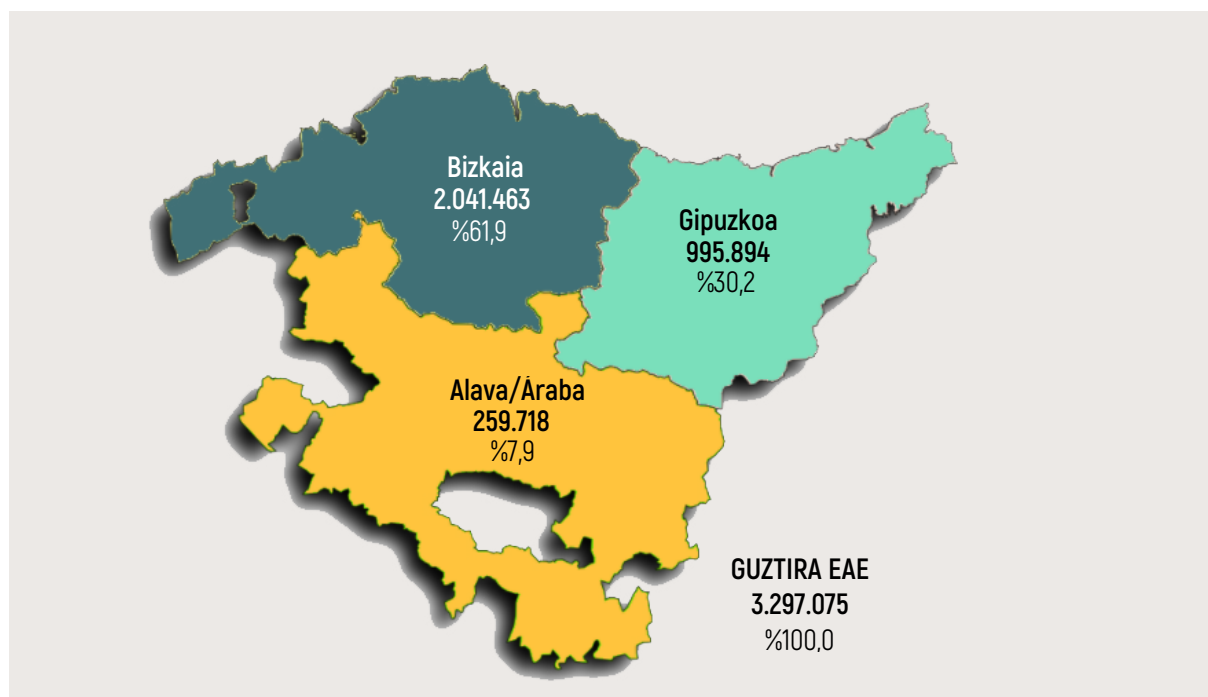 Bizkaia
2.041.463
%61,9
Gipuzkoa
995.894
%30,2
Alava/Áraba
259.718
%7,9
GUZTIRA EAE
3.297.075
%100,0